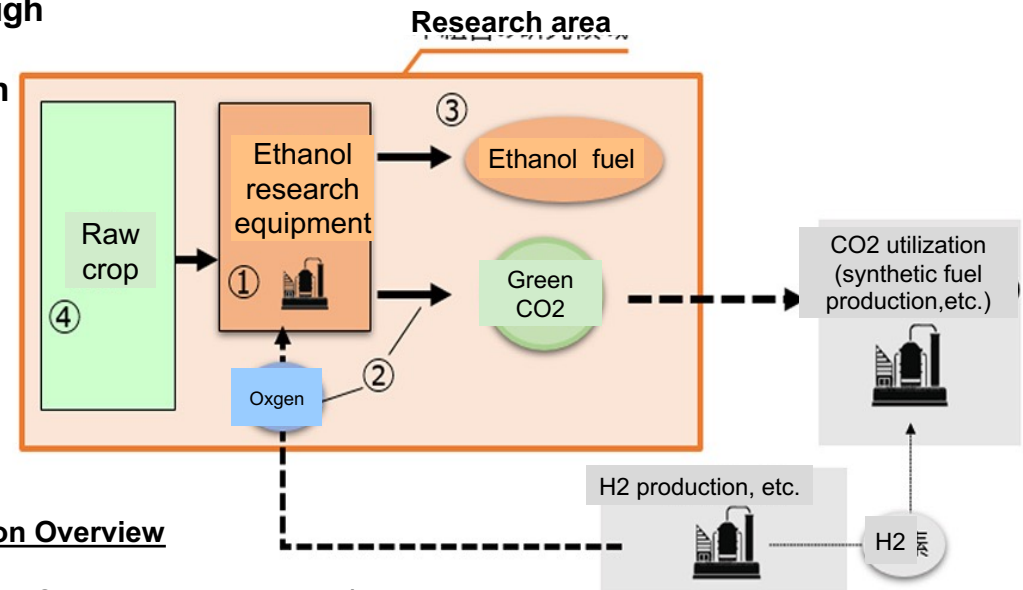 Research area
③
Ethanol fuel
Ethanol
research
equipment
①
Raw
crop
④
Green
CO2
②
Oxgen
CO2 utilization
(synthetic fuel
production,etc.)
H2 production, etc.
H2
on Overview